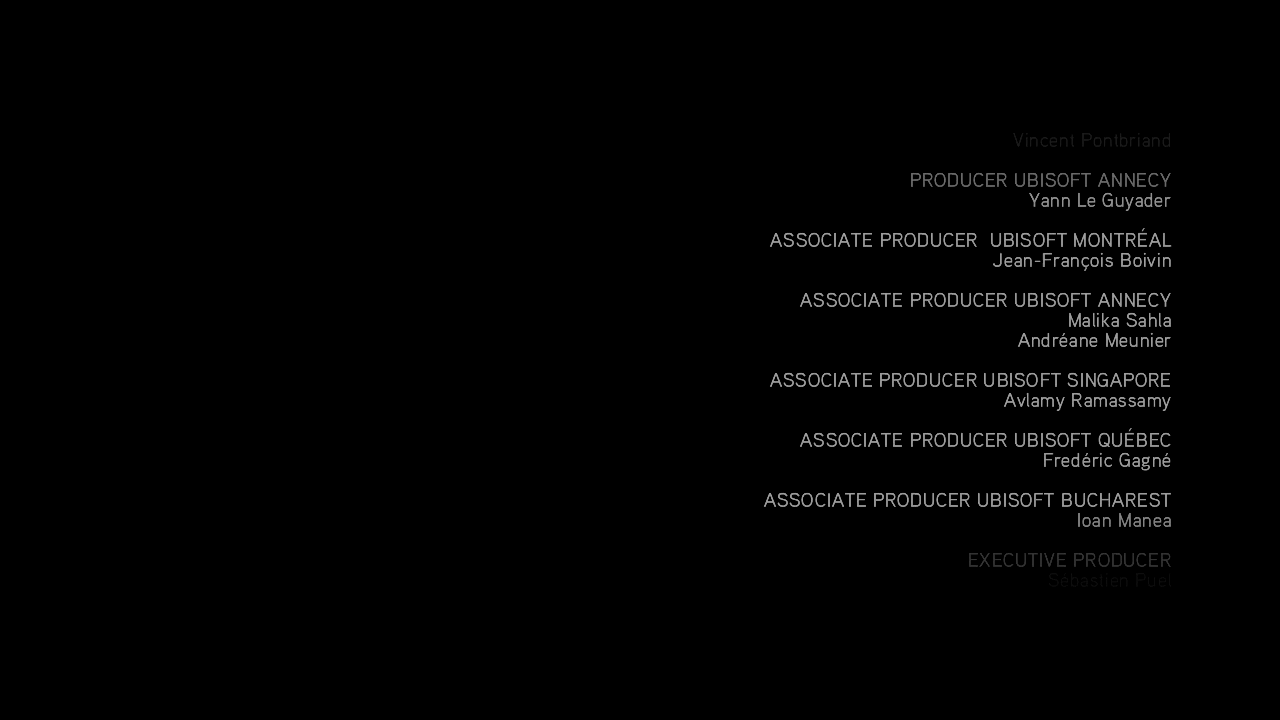 Vincent Pontbriand
PRODUCER UBISOFT ANNECY
Yann Le Guyader
ASSOCIATE PRODUCER  UBISOFT MONTRÉAL
Jean-François Boivin
ASSOCIATE PRODUCER UBISOFT ANNECY
Malika Sahla
Andréane Meunier
ASSOCIATE PRODUCER UBISOFT SINGAPORE
Avlamy Ramassamy
ASSOCIATE PRODUCER UBISOFT QUÉBEC
Fredéric Gagné
ASSOCIATE PRODUCER UBISOFT BUCHAREST
Ioan Manea
EXECUTIVE PRODUCER
Sébastien Puel